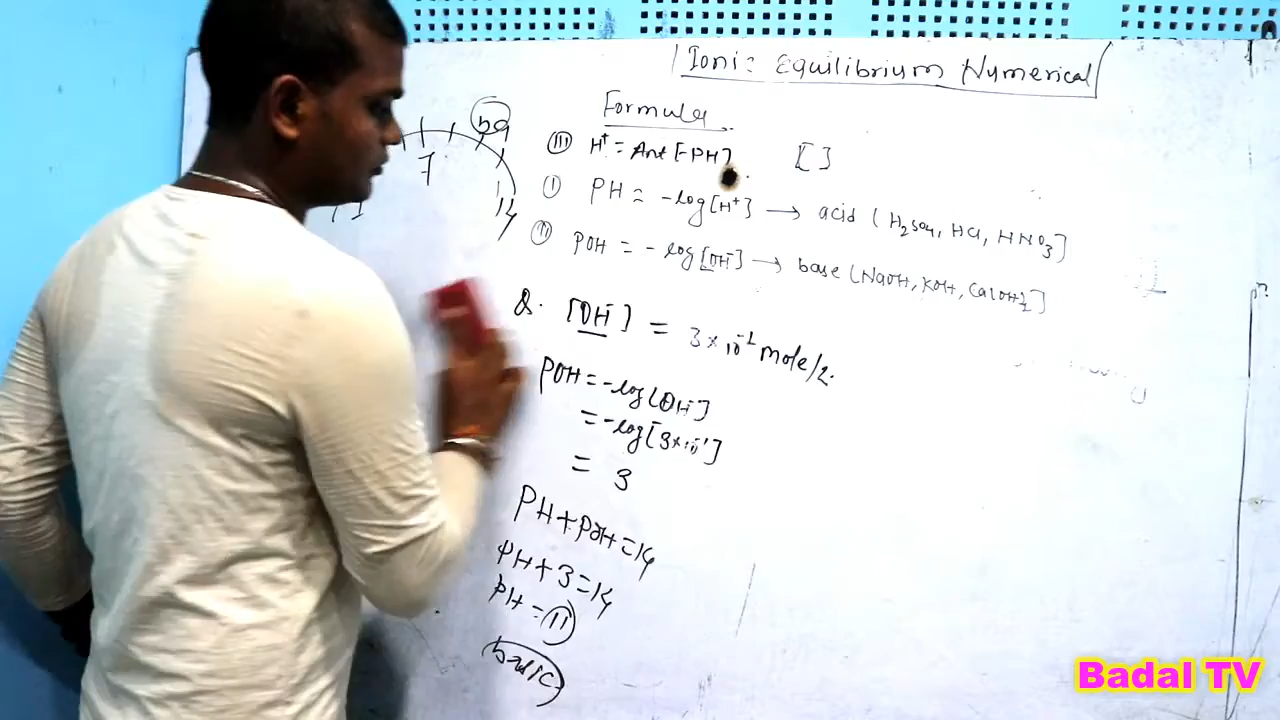 Ionic Equilibrium Numerical
Formula
(III) H⁺ = Ant [-PH] [ ]
(I) PH = -log[H⁺] → acid (H₂SO₄, HCl, HNO₃]
(II) POH = -log[OH⁻] → base (NaOH, KOH, Ca(OH)₂]
7
14
Q. [OH⁻] = 3×10⁻² mole/L.
POH = -log[OH⁻]
= -log[3×10⁻¹]
= 3
PH+POH=14
PH+3=14
PH=11
basic
Badal TV